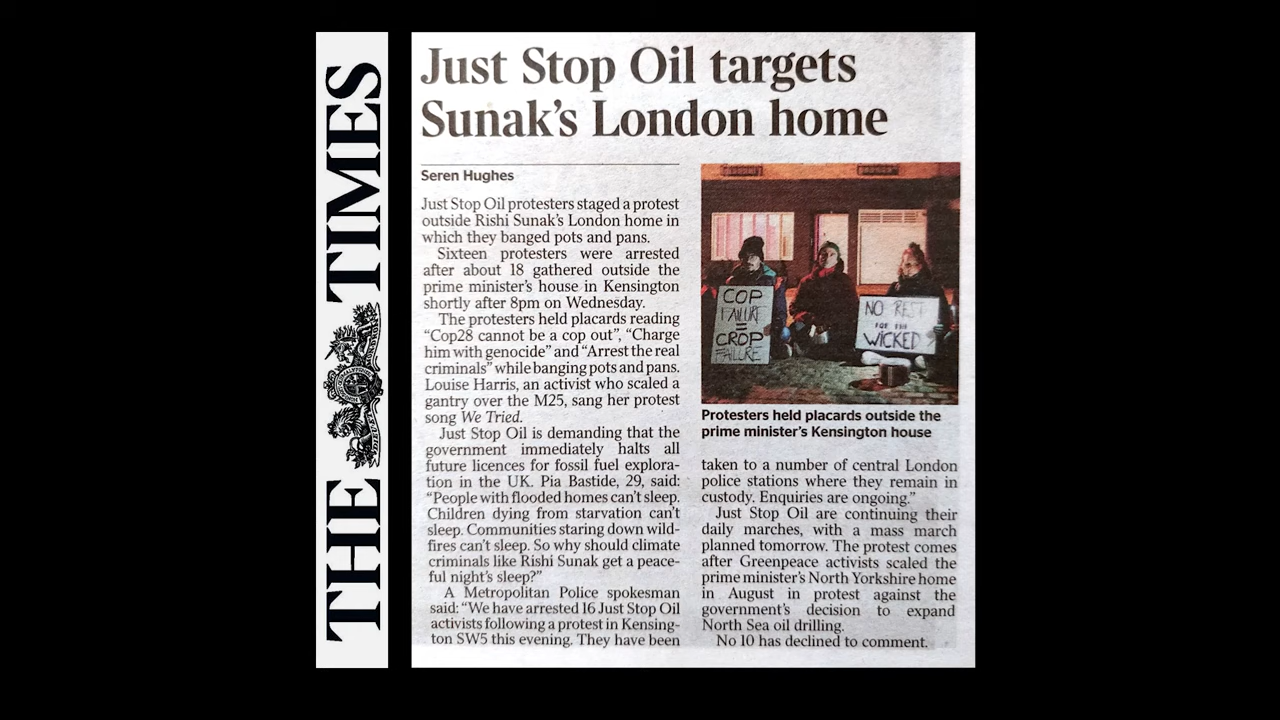 THE TIMES
Just Stop Oil targets
Sunak's London home
Seren Hughes
Just Stop Oil protesters staged a protest
outside Rishi Sunak's London home in
which they banged pots and pans.
Sixteen protesters were arrested
after about 18 gathered outside the
prime minister's house in Kensington
shortly after 8pm on Wednesday.
The protesters held placards reading
“Cop28 cannot be a cop out”, “Charge
him with genocide” and “Arrest the real
criminals” while banging pots and pans.
Louise Harris, an activist who scaled a
gantry over the M25, sang her protest
song We Tried.
Just Stop Oil is demanding that the
government immediately halts all
future licences for fossil fuel explora-
tion in the UK. Pia Bastide, 29, said:
“People with flooded homes can't sleep.
Children dying from starvation can't
sleep. Communities staring down wild-
fires can't sleep. So why should climate
criminals like Rishi Sunak get a peace-
ful night's sleep?”
A Metropolitan Police spokesman
said: “We have arrested 16 Just Stop Oil
activists following a protest in Kensing-
ton SW5 this evening. They have been
COP
FAILURE
=
CROP
FAILURE
NO REST
FOR THE
WICKED
Protesters held placards outside the
prime minister's Kensington house
taken to a number of central London
police stations where they remain in
custody. Enquiries are ongoing.”
Just Stop Oil are continuing their
daily marches, with a mass march
planned tomorrow. The protest comes
after Greenpeace activists scaled the
prime minister's North Yorkshire home
in August in protest against the
government's decision to expand
North Sea oil drilling.
No 10 has declined to comment.